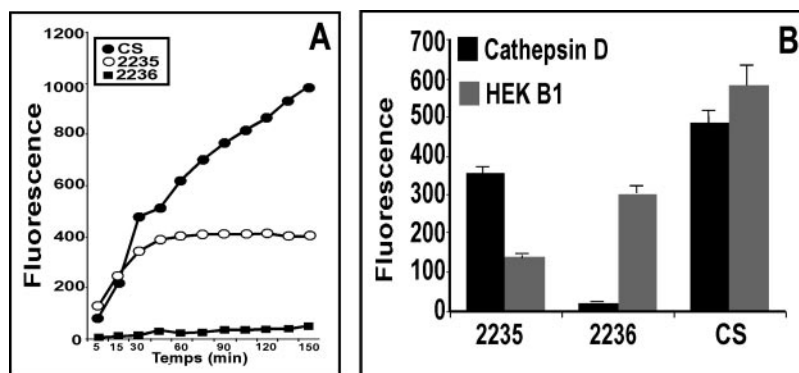 A
1200
1000
800
600
400
200
0
Fluorescence
CS
2235
2236
5 15 30 60 90 120 150
Temps (min)
B
700
600
500
400
300
200
100
0
Fluorescence
Cathepsin D
HEK B1
2235 2236 CS